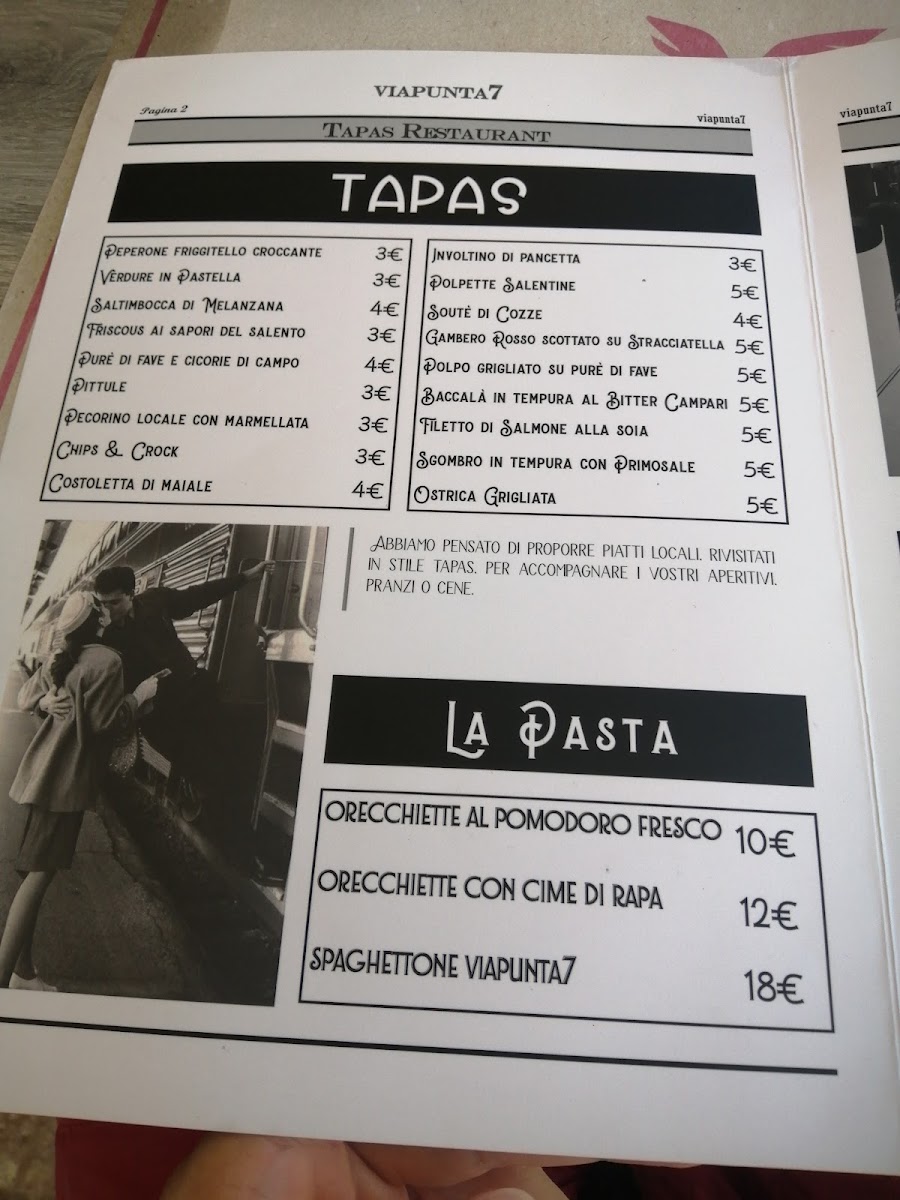 VIAPUNTA7
Pagina 2
viapunta7
TAPAS RESTAURANT
TAPAS
PEPERONE FRIGGITELLO CROCCANTE 3€
VERDURE IN PASTELLA 3€
SALTIMBOCCA DI MELANZANA 4€
FRISCOUS AI SAPORI DEL SALENTO 3€
PURÈ DI FAVE E CICORIE DI CAMPO 4€
PITTULE 3€
PECORINO LOCALE CON MARMELLATA 3€
CHIPS & CROCK 3€
COSTOLETTA DI MAIALE 4€
INVOLTINO DI PANCETTA 3€
POLPETTE SALENTINE 5€
SOUTÈ DI COZZE 4€
GAMBERO ROSSO SCOTTATO SU STRACCIATELLA 5€
POLPO GRIGLIATO SU PURÈ DI FAVE 5€
BACCALÀ IN TEMPURA AL BITTER CAMPARI 5€
FILETTO DI SALMONE ALLA SOIA 5€
SGOMBRO IN TEMPURA CON PRIMOSALE 5€
OSTRICA GRIGLIATA 5€
ABBIAMO PENSATO DI PROPORRE PIATTI LOCALI, RIVISITATI
IN STILE TAPAS, PER ACCOMPAGNARE I VOSTRI APERITIVI,
PRANZI O CENE.
LA PASTA
ORECCHIETTE AL POMODORO FRESCO 10€
ORECCHIETTE CON CIME DI RAPA 12€
SPAGHETTONE VIAPUNTA7 18€
viapunta7